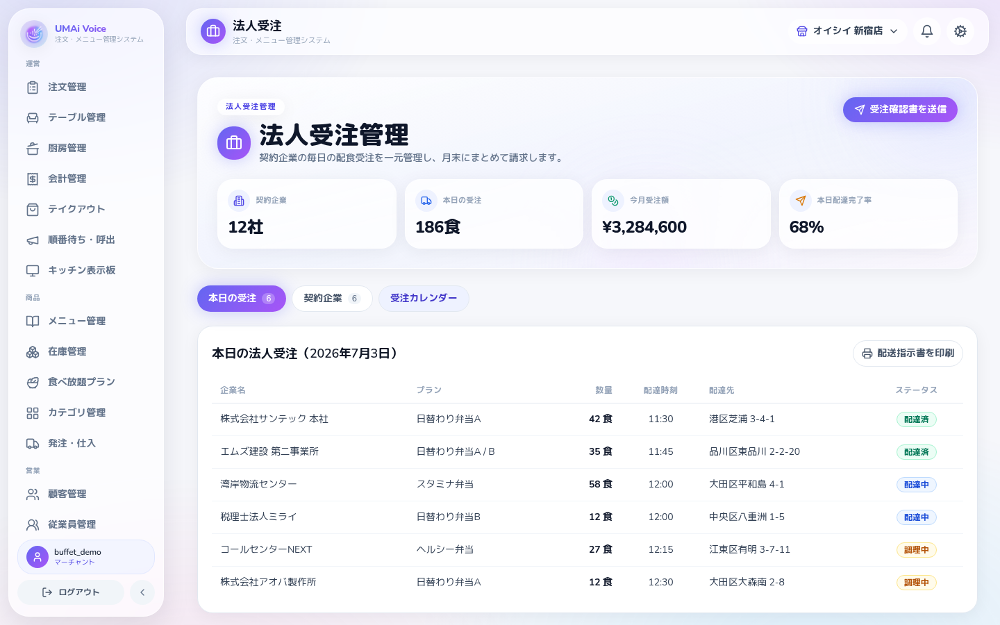 UMAi Voice
注文・メニュー管理システム
運営
注文管理
テーブル管理
厨房管理
会計管理
テイクアウト
順番待ち・呼出
キッチン表示板
商品
メニュー管理
在庫管理
食べ放題プラン
カテゴリ管理
発注・仕入
営業
顧客管理
従業員管理
buffet_demo
マーチャント
ログアウト
法人受注
注文・メニュー管理システム
オイシイ 新宿店
法人受注管理
法人受注管理
契約企業の毎日の配食受注を一元管理し、月末にまとめて請求します。
受注確認書を送信
契約企業
12社
本日の受注
186食
今月受注額
¥3,284,600
本日配達完了率
68%
本日の受注 6
契約企業 6
受注カレンダー
本日の法人受注（2026年7月3日）
配送指示書を印刷
企業名 プラン 数量 配達時刻 配達先 ステータス
株式会社サンテック 本社 日替わり弁当A 42 食 11:30 港区芝浦 3-4-1 配達済
エムズ建設 第二事業所 日替わり弁当A / B 35 食 11:45 品川区東品川 2-2-20 配達済
湾岸物流センター スタミナ弁当 58 食 12:00 大田区平和島 4-1 配達中
税理士法人ミライ 日替わり弁当B 12 食 12:00 中央区八重洲 1-5 配達中
コールセンターNEXT ヘルシー弁当 27 食 12:15 江東区有明 3-7-11 調理中
株式会社アオバ製作所 日替わり弁当A 12 食 12:30 大田区大森南 2-8 調理中